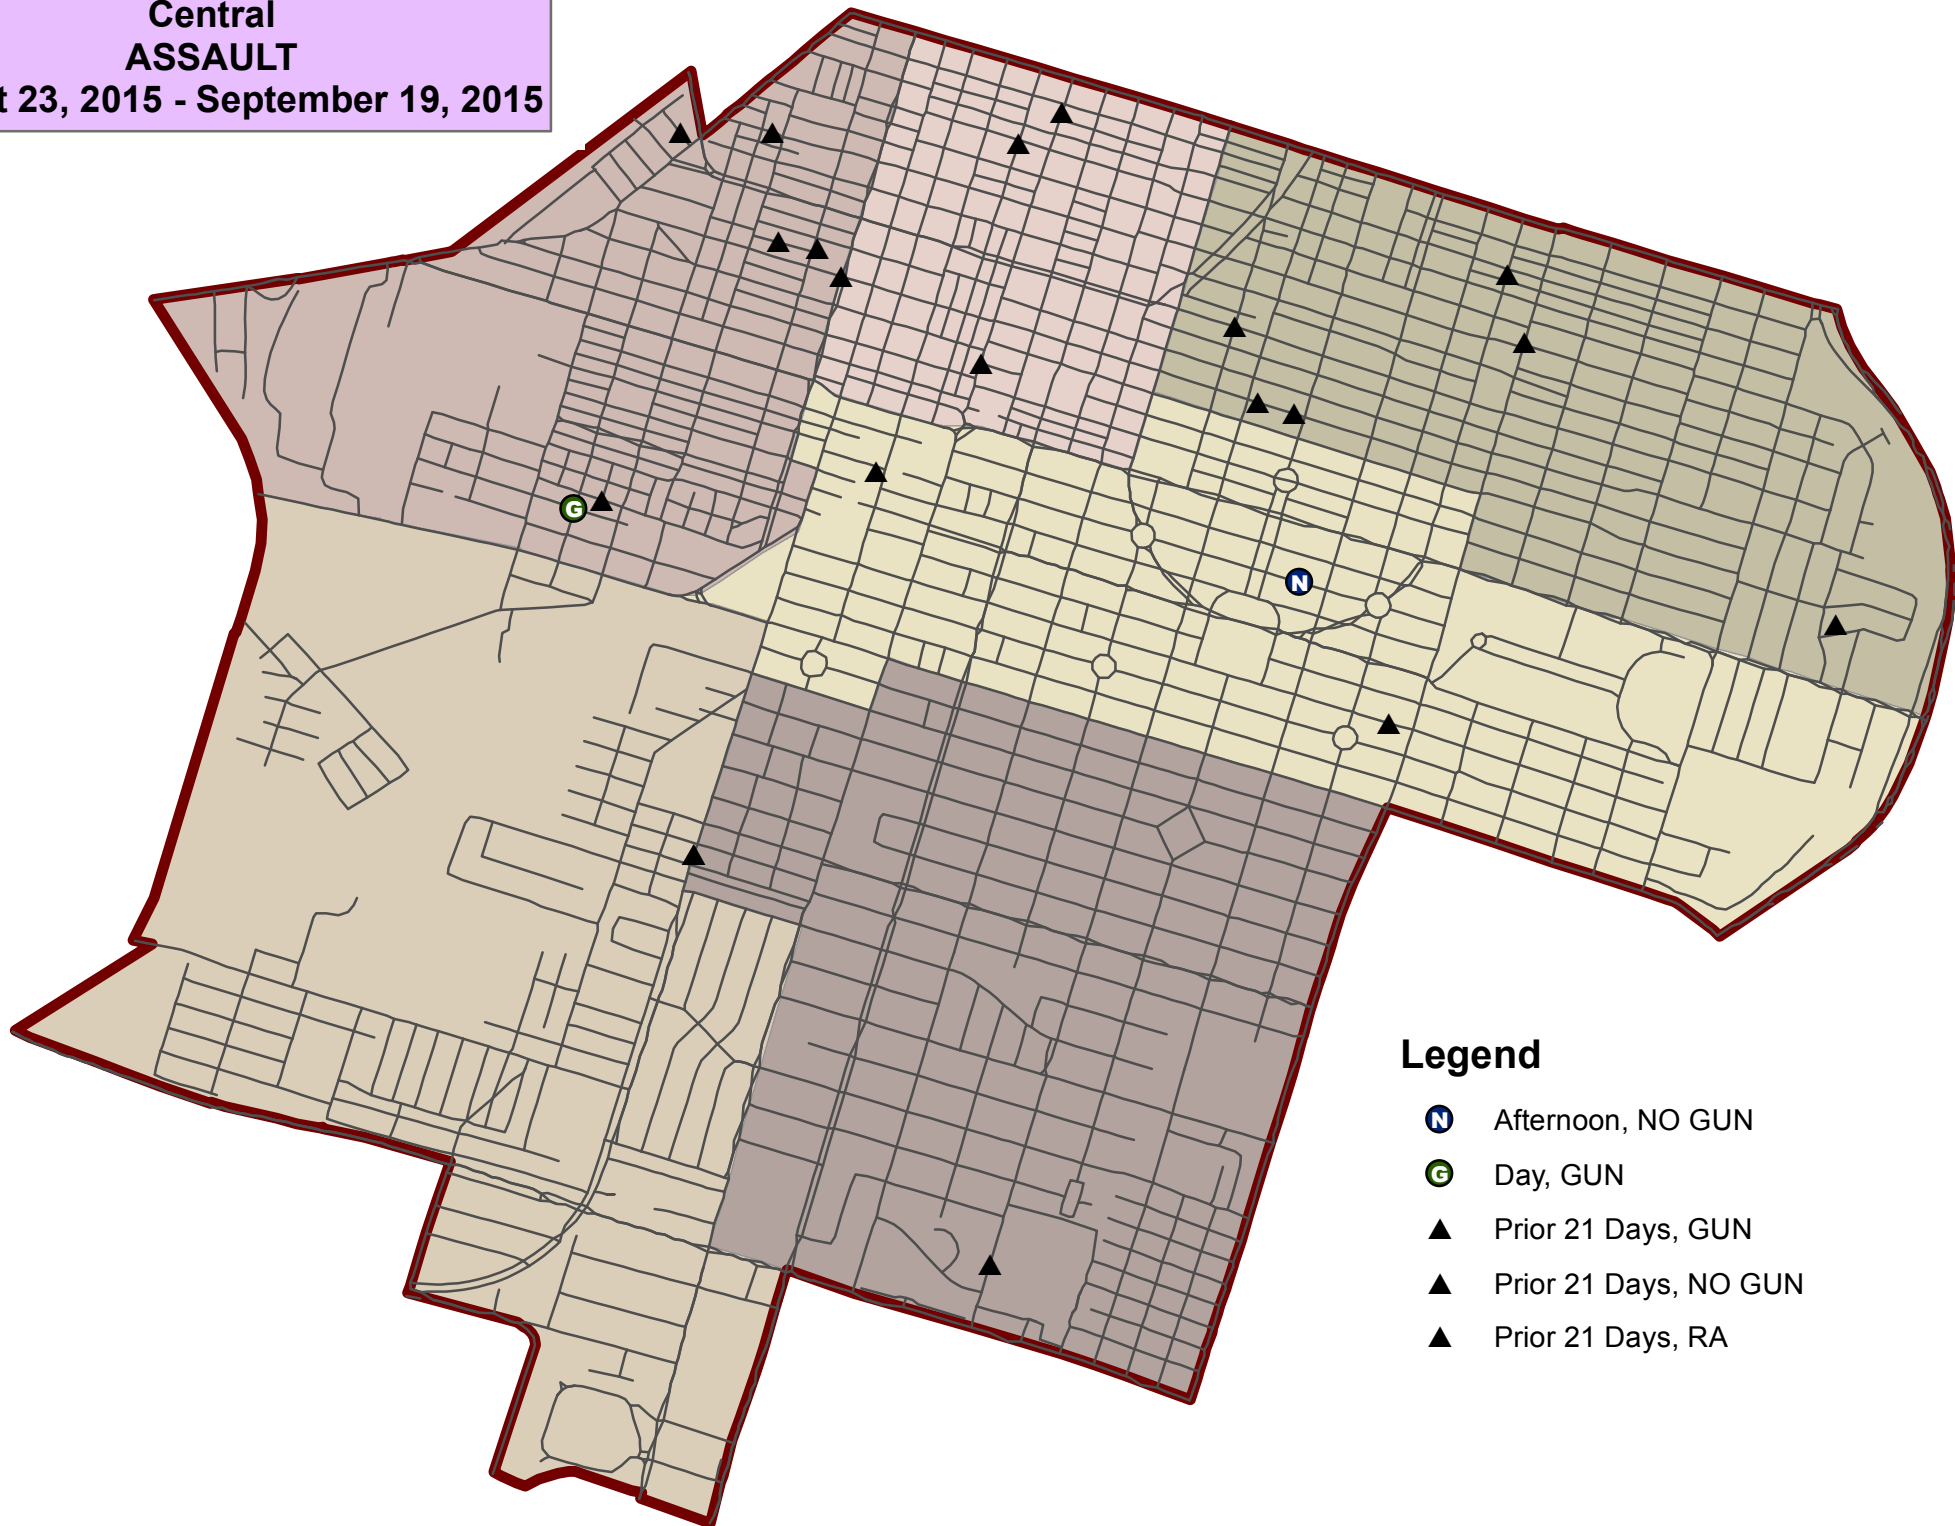 Central
ASSAULT
t 23, 2015 - September 19, 2015
G
N
Legend
N Afternoon, NO GUN
G Day, GUN
Prior 21 Days, GUN
Prior 21 Days, NO GUN
Prior 21 Days, RA